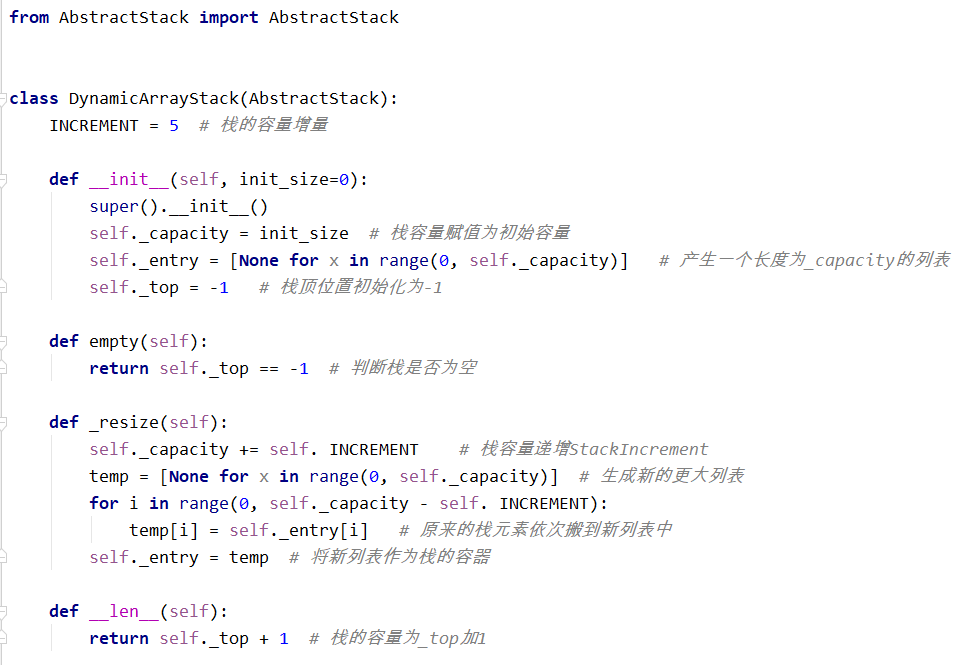 from AbstractStack import AbstractStack
class DynamicArrayStack(AbstractStack):
    INCREMENT = 5  # 栈的容量增量
    def __init__(self, init_size=0):
        super().__init__()
        self._capacity = init_size  # 栈容量赋值为初始容量
        self._entry = [None for x in range(0, self._capacity)]   # 产生一个长度为_capacity的列表
        self._top = -1   # 栈顶位置初始化为-1
    def empty(self):
        return self._top == -1  # 判断栈是否为空
    def _resize(self):
        self._capacity += self. INCREMENT    # 栈容量递增StackIncrement
        temp = [None for x in range(0, self._capacity)]  # 生成新的更大列表
        for i in range(0, self._capacity - self. INCREMENT):
            temp[i] = self._entry[i]   # 原来的栈元素依次搬到新列表中
        self._entry = temp  # 将新列表作为栈的容器
    def __len__(self):
        return self._top + 1  # 栈的容量为_top加1